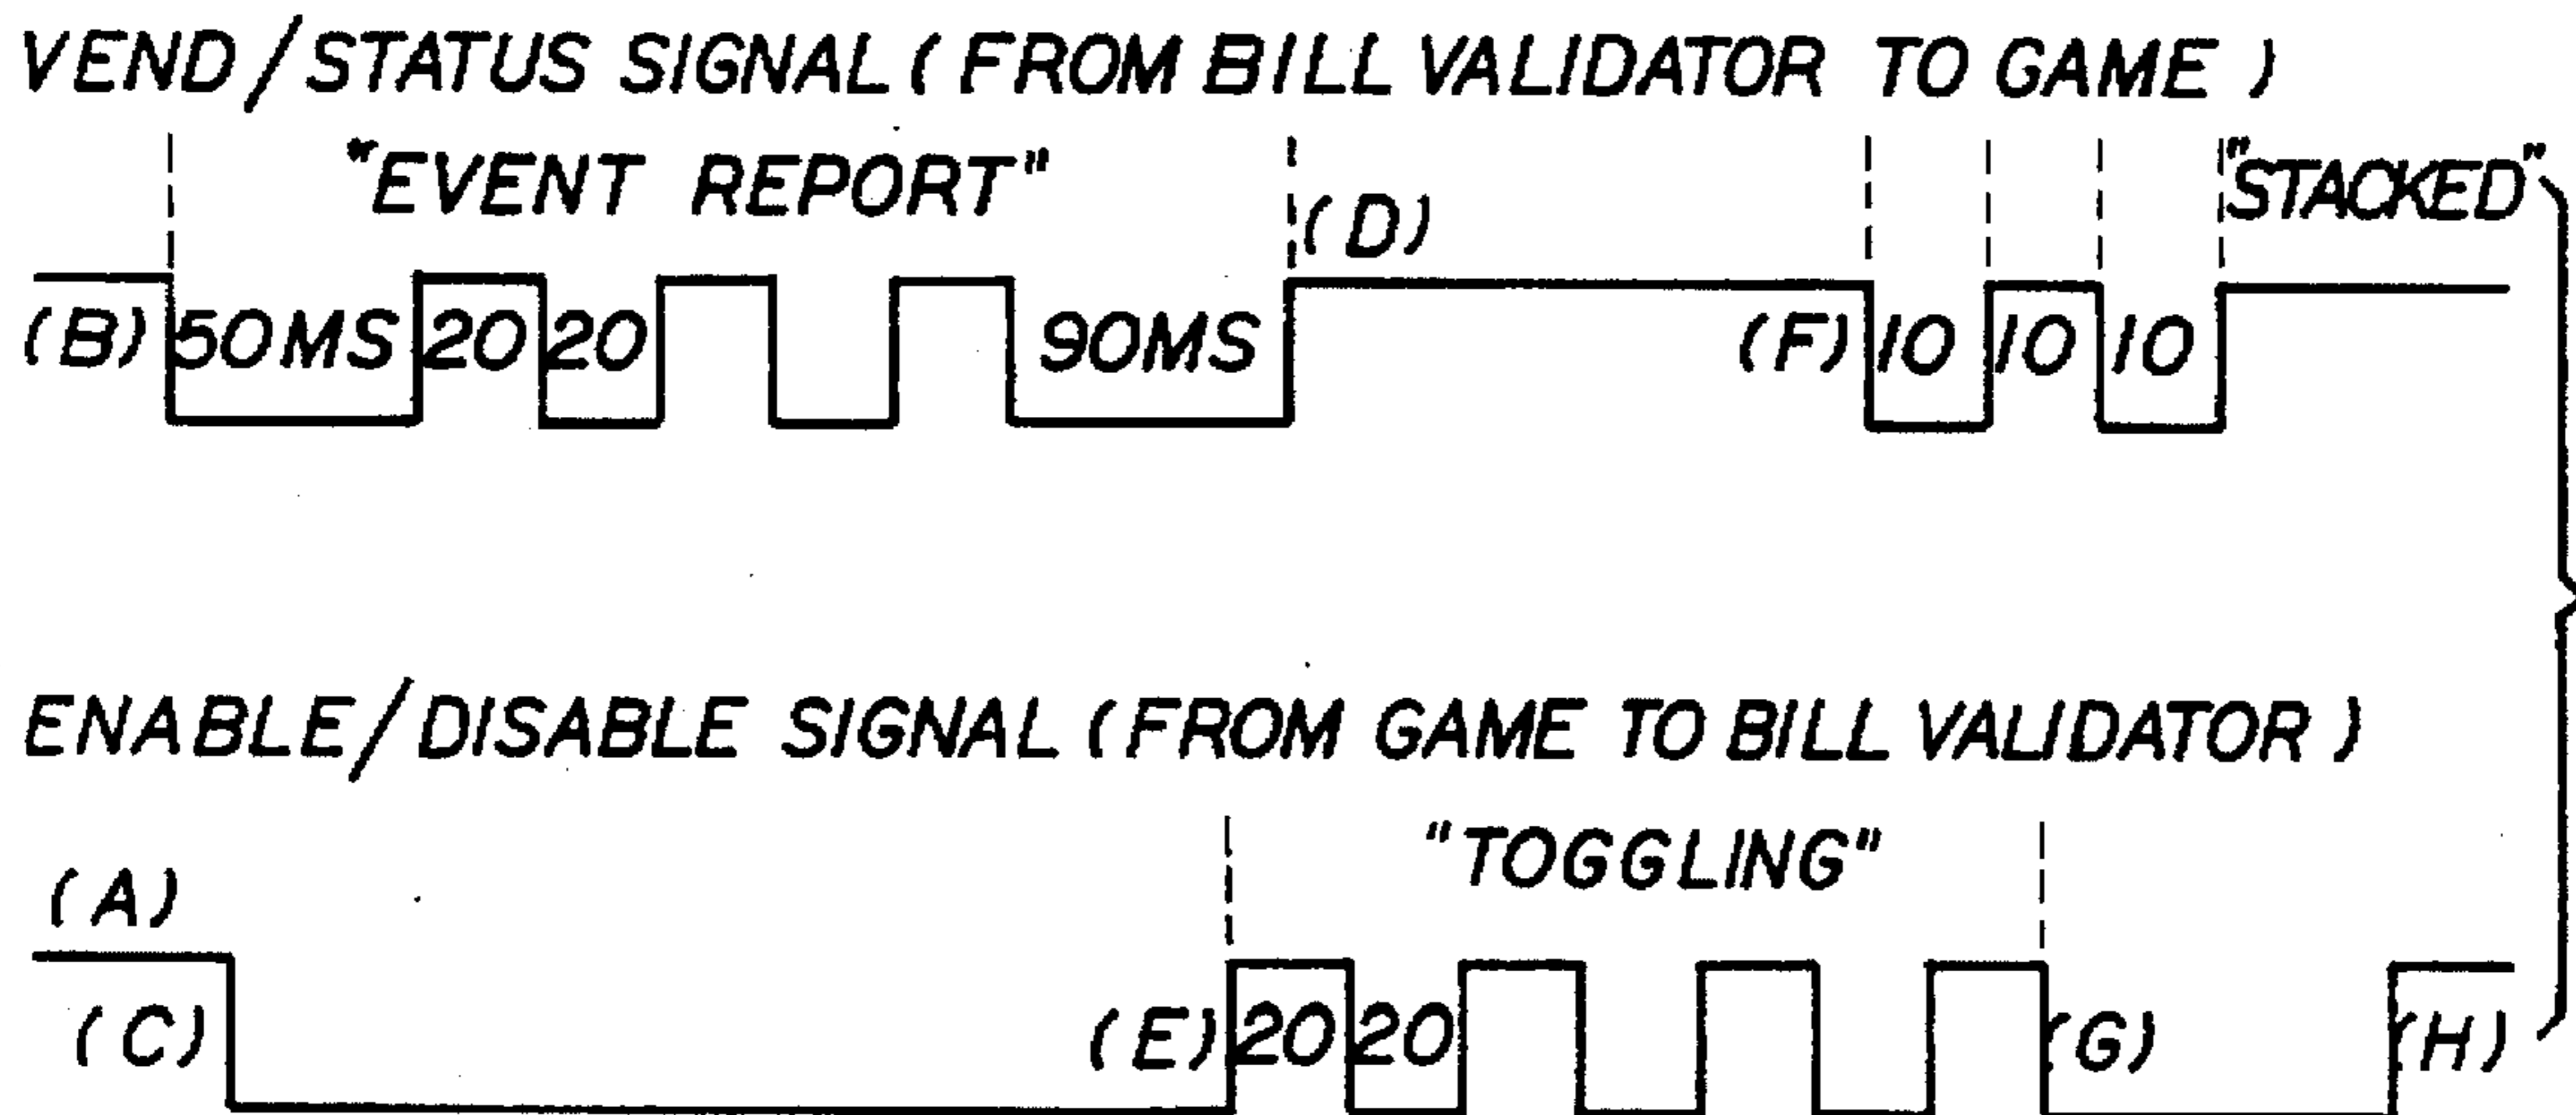 VEND/STATUS SIGNAL (FROM BILL VALIDATOR TO GAME)
"EVENT REPORT"
"STACKED"
(D)
(B) 50MS 20 20 90MS (F) 10 10 10
ENABLE/DISABLE SIGNAL (FROM GAME TO BILL VALIDATOR)
"TOGGLING"
(A)
(C) (E) 20 20 (G) (H)